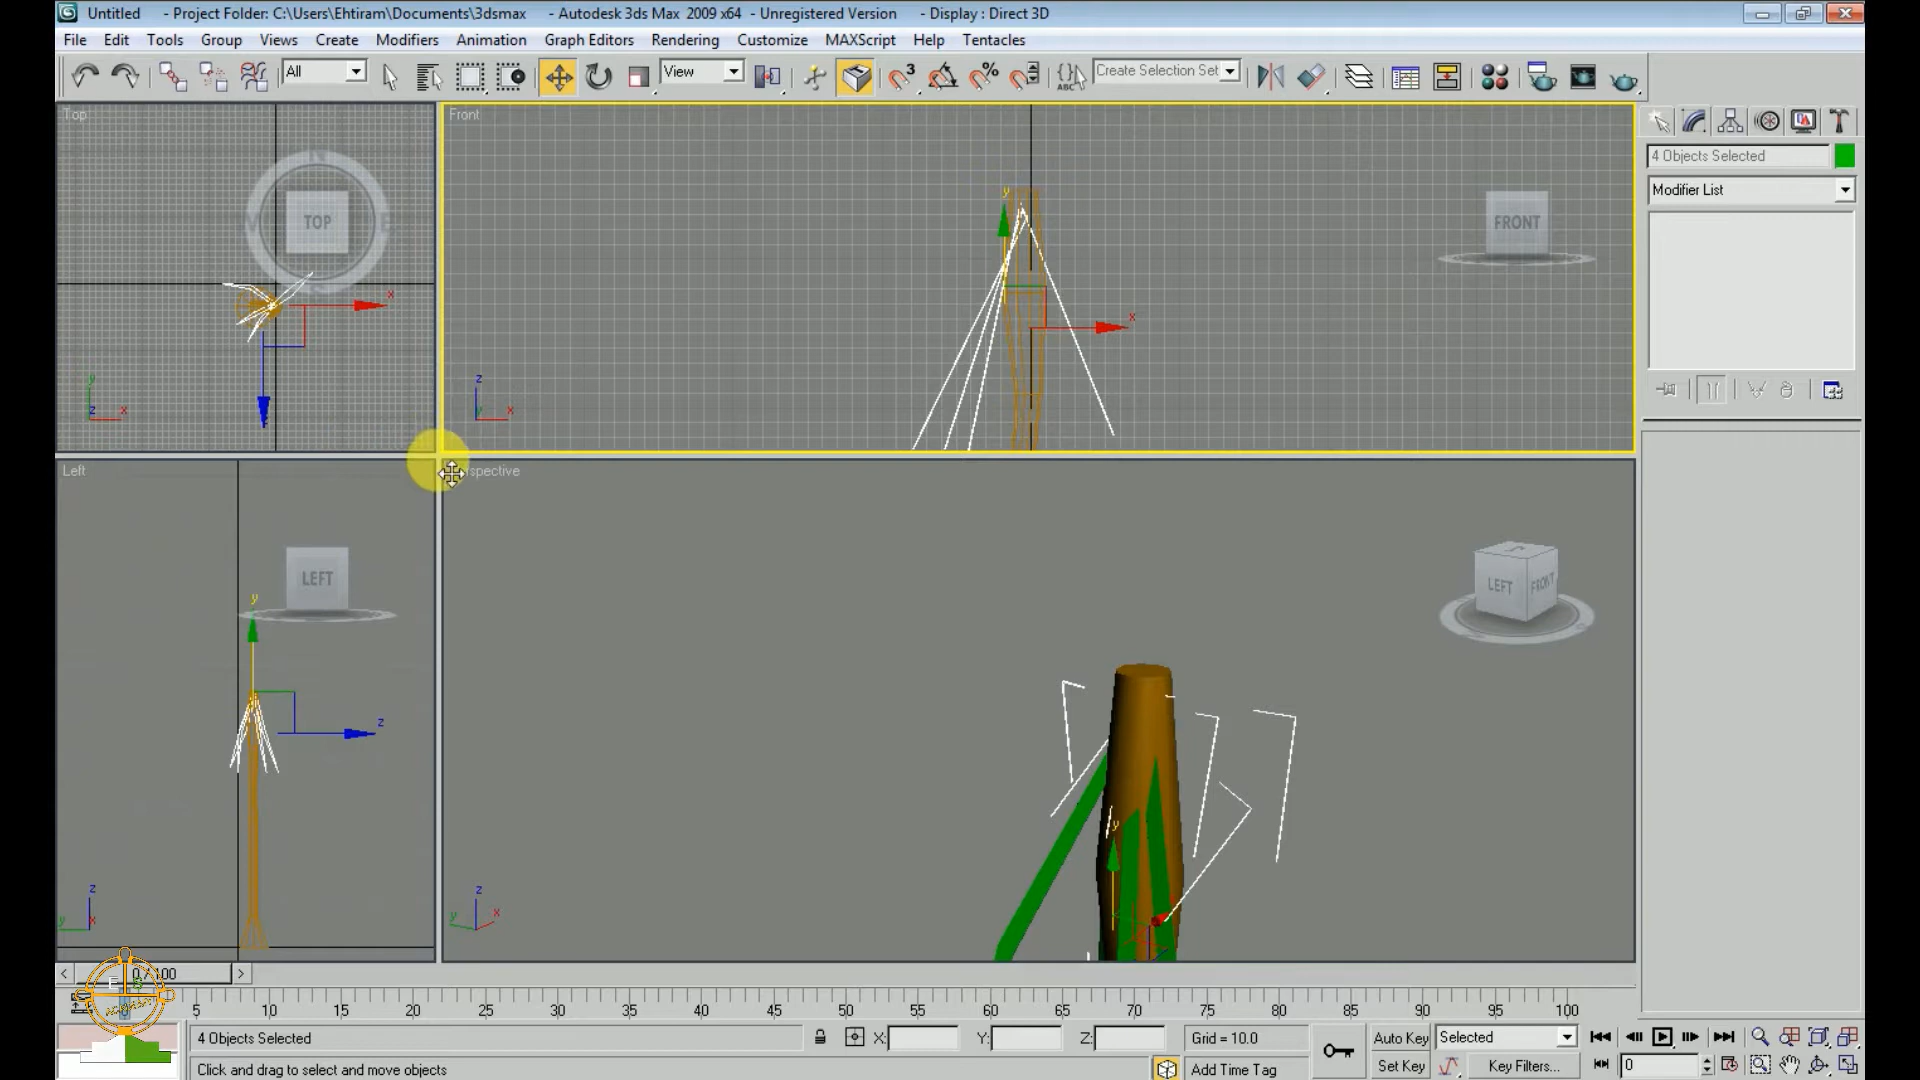 Untitled - Project Folder: C:\Users\Ehtiram\Documents\3dsmax - Autodesk 3ds Max 2009 x64 - Unregistered Version - Display : Direct 3D
File Edit Tools Group Views Create Modifiers Animation Graph Editors Rendering Customize MAXScript Help Tentacles
All View 3 % ABC Create Selection Set
Top Front
TOP FRONT
4 Objects Selected
Modifier List
y x z
Left
LEFT
LEFT FRONT
0 / 100
5 10 15 20 25 30 35 40 45 50 55 60 65 70 75 80 85 90 95 100
4 Objects Selected X: Y: Z: Grid = 10.0 Auto Key Selected
Click and drag to select and move objects Add Time Tag Set Key Key Filters... 0